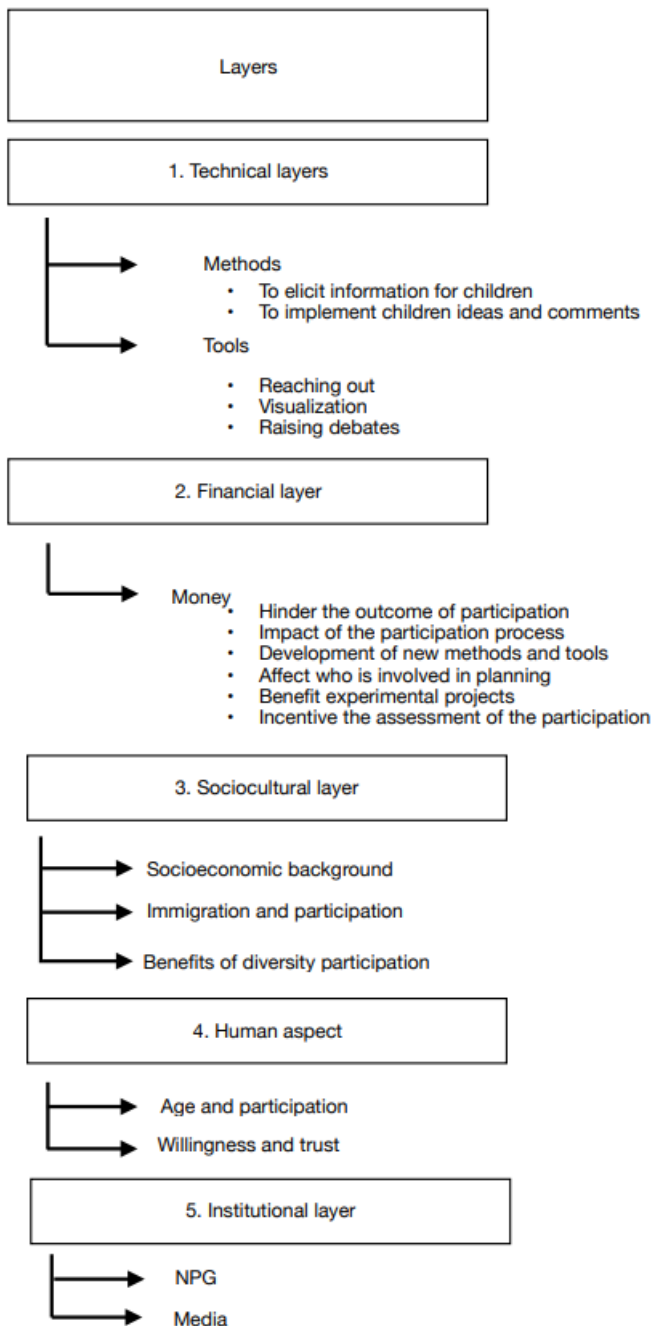 Layers
1. Technical layers
Methods
• To elicit information for children
• To implement children ideas and comments
Tools
• Reaching out
• Visualization
• Raising debates
2. Financial layer
Money
• Hinder the outcome of participation
• Impact of the participation process
• Development of new methods and tools
• Affect who is involved in planning
• Benefit experimental projects
• Incentive the assessment of the participation
3. Sociocultural layer
Socioeconomic background
Immigration and participation
Benefits of diversity participation
4. Human aspect
Age and participation
Willingness and trust
5. Institutional layer
NPG
Media